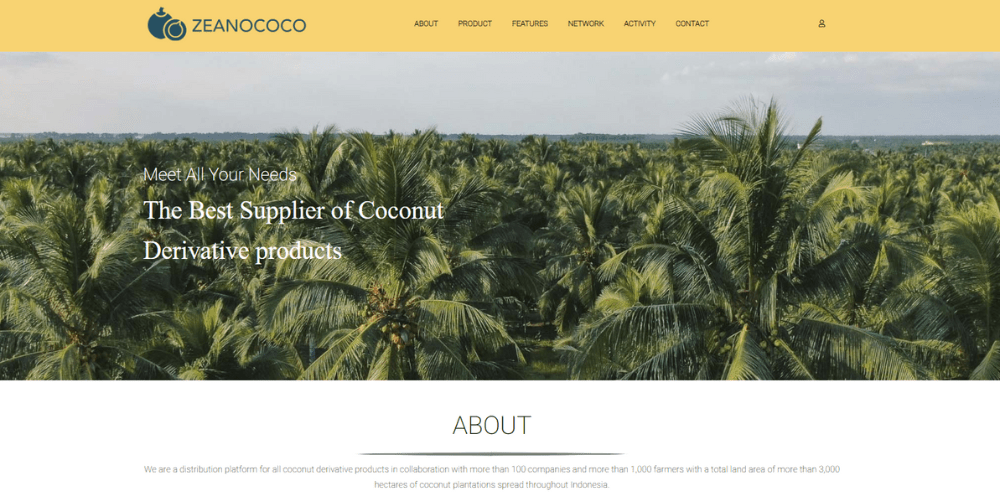 ZEANOCOCO
ABOUT PRODUCT FEATURES NETWORK ACTIVITY CONTACT
Meet All Your Needs
The Best Supplier of Coconut
Derivative products
ABOUT
We are a distribution platform for all coconut derivative products in collaboration with more than 100 companies and more than 1,000 farmers with a total land area of more than 3,000
hectares of coconut plantations spread throughout Indonesia.